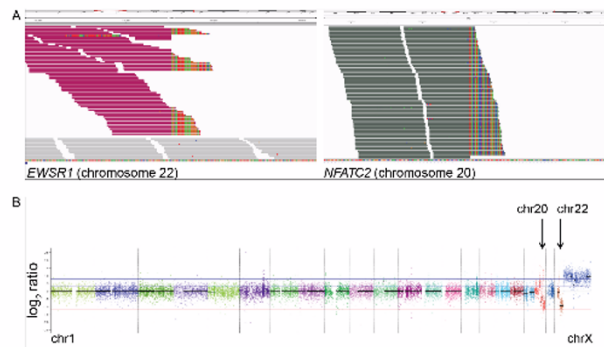 A
EWSR1 (chromosome 22)
NFATC2 (chromosome 20)
B
chr20
chr22
log2 ratio
chr1
chrX